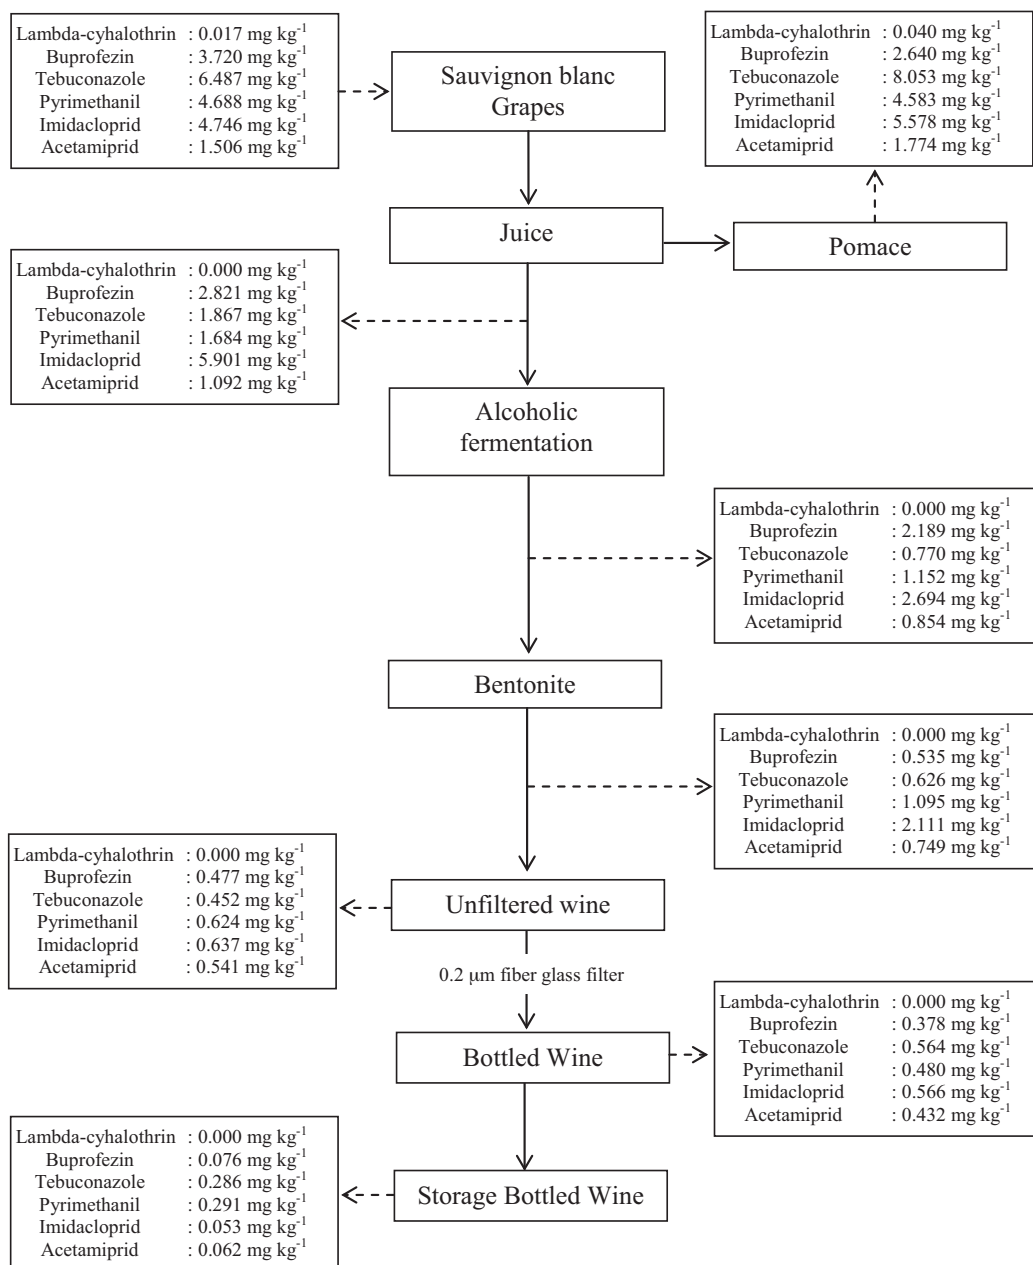 Lambda-cyhalothrin : 0.017 mg kg⁻¹
Buprofezin : 3.720 mg kg⁻¹
Tebuconazole : 6.487 mg kg⁻¹
Pyrimethanil : 4.688 mg kg⁻¹
Imidacloprid : 4.746 mg kg⁻¹
Acetamiprid : 1.506 mg kg⁻¹
Sauvignon blanc
Grapes
Lambda-cyhalothrin : 0.040 mg kg⁻¹
Buprofezin : 2.640 mg kg⁻¹
Tebuconazole : 8.053 mg kg⁻¹
Pyrimethanil : 4.583 mg kg⁻¹
Imidacloprid : 5.578 mg kg⁻¹
Acetamiprid : 1.774 mg kg⁻¹
Juice
Pomace
Lambda-cyhalothrin : 0.000 mg kg⁻¹
Buprofezin : 2.821 mg kg⁻¹
Tebuconazole : 1.867 mg kg⁻¹
Pyrimethanil : 1.684 mg kg⁻¹
Imidacloprid : 5.901 mg kg⁻¹
Acetamiprid : 1.092 mg kg⁻¹
Alcoholic
fermentation
Lambda-cyhalothrin : 0.000 mg kg⁻¹
Buprofezin : 2.189 mg kg⁻¹
Tebuconazole : 0.770 mg kg⁻¹
Pyrimethanil : 1.152 mg kg⁻¹
Imidacloprid : 2.694 mg kg⁻¹
Acetamiprid : 0.854 mg kg⁻¹
Bentonite
Lambda-cyhalothrin : 0.000 mg kg⁻¹
Buprofezin : 0.535 mg kg⁻¹
Tebuconazole : 0.626 mg kg⁻¹
Pyrimethanil : 1.095 mg kg⁻¹
Imidacloprid : 2.111 mg kg⁻¹
Acetamiprid : 0.749 mg kg⁻¹
Lambda-cyhalothrin : 0.000 mg kg⁻¹
Buprofezin : 0.477 mg kg⁻¹
Tebuconazole : 0.452 mg kg⁻¹
Pyrimethanil : 0.624 mg kg⁻¹
Imidacloprid : 0.637 mg kg⁻¹
Acetamiprid : 0.541 mg kg⁻¹
Unfiltered wine
0.2 μm fiber glass filter
Lambda-cyhalothrin : 0.000 mg kg⁻¹
Buprofezin : 0.378 mg kg⁻¹
Tebuconazole : 0.564 mg kg⁻¹
Pyrimethanil : 0.480 mg kg⁻¹
Imidacloprid : 0.566 mg kg⁻¹
Acetamiprid : 0.432 mg kg⁻¹
Bottled Wine
Lambda-cyhalothrin : 0.000 mg kg⁻¹
Buprofezin : 0.076 mg kg⁻¹
Tebuconazole : 0.286 mg kg⁻¹
Pyrimethanil : 0.291 mg kg⁻¹
Imidacloprid : 0.053 mg kg⁻¹
Acetamiprid : 0.062 mg kg⁻¹
Storage Bottled Wine